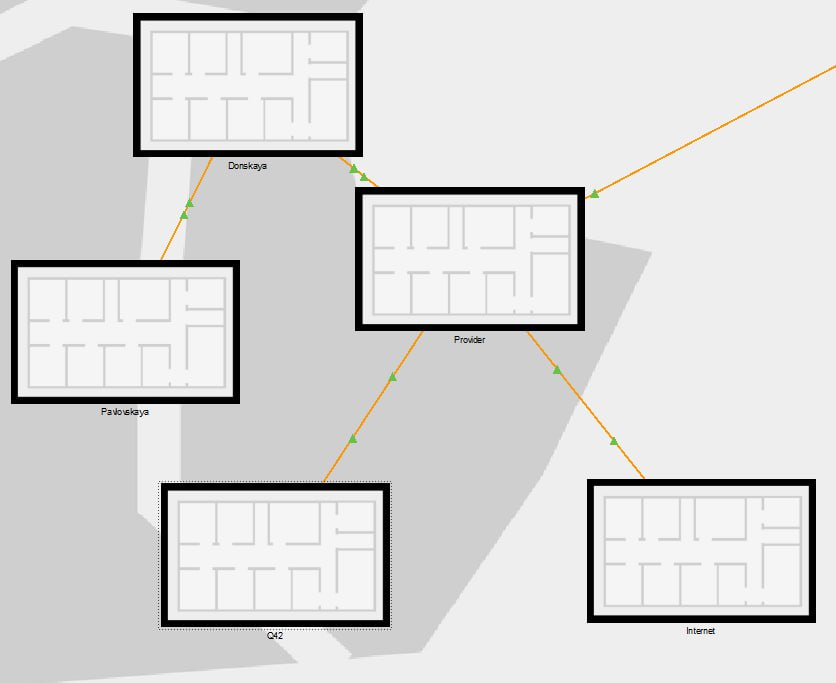 Donskaya
Provider
Pavlovskaya
Q42
Internet